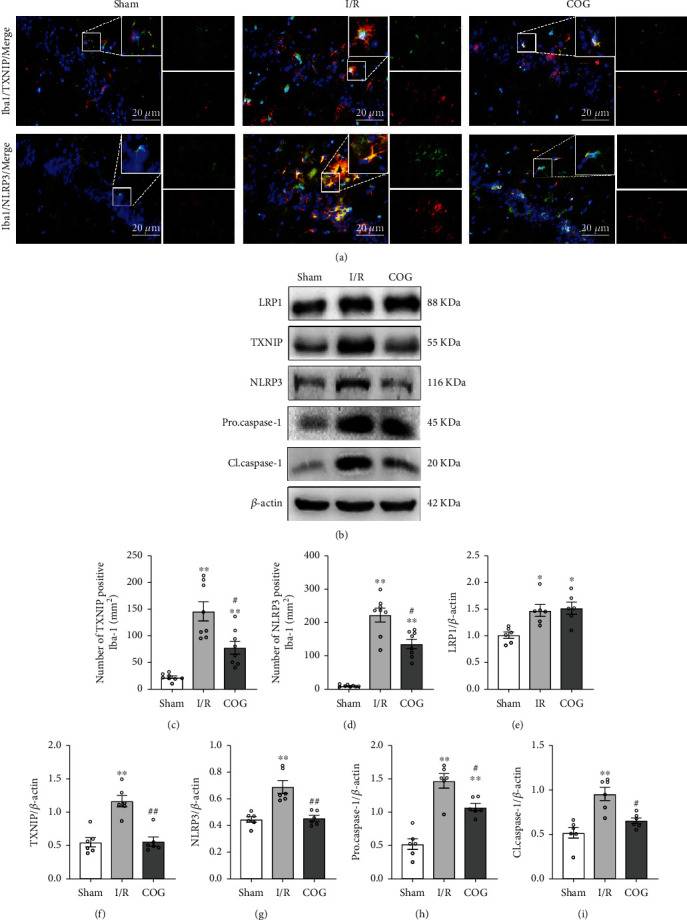 Sham
I/R
COG
Iba1/TXNIP/Merge
20 μm
20 μm
20 μm
Iba1/NLRP3/Merge
20 μm
20 μm
20 μm
(a)
Sham I/R COG
LRP1 88 KDa
TXNIP 55 KDa
NLRP3 116 KDa
Pro.caspase-1 45 KDa
Cl.caspase-1 20 KDa
β-actin 42 KDa
(b)
Number of TXNIP positive
Iba-1 (mm²)
250
200
150
100
50
0
**
#
**
Sham I/R COG
(c)
Number of NLRP3 positive
Iba-1 (mm²)
400
300
200
100
0
**
#
**
Sham I/R COG
(d)
LRP1/β-actin
2.5
2.0
1.5
1.0
0.5
0.0
*
*
Sham IR COG
(e)
TXNIP/β-actin
2.0
1.5
1.0
0.5
0.0
**
##
Sham I/R COG
(f)
NLRP3/β-actin
1.0
0.8
0.6
0.4
0.2
0.0
**
##
Sham I/R COG
(g)
Pro.caspase-1/β-actin
2.0
1.5
1.0
0.5
0.0
**
#
**
Sham I/R COG
(h)
Cl.caspase-1/β-actin
1.5
1.0
0.5
0.0
**
#
Sham I/R COG
(i)